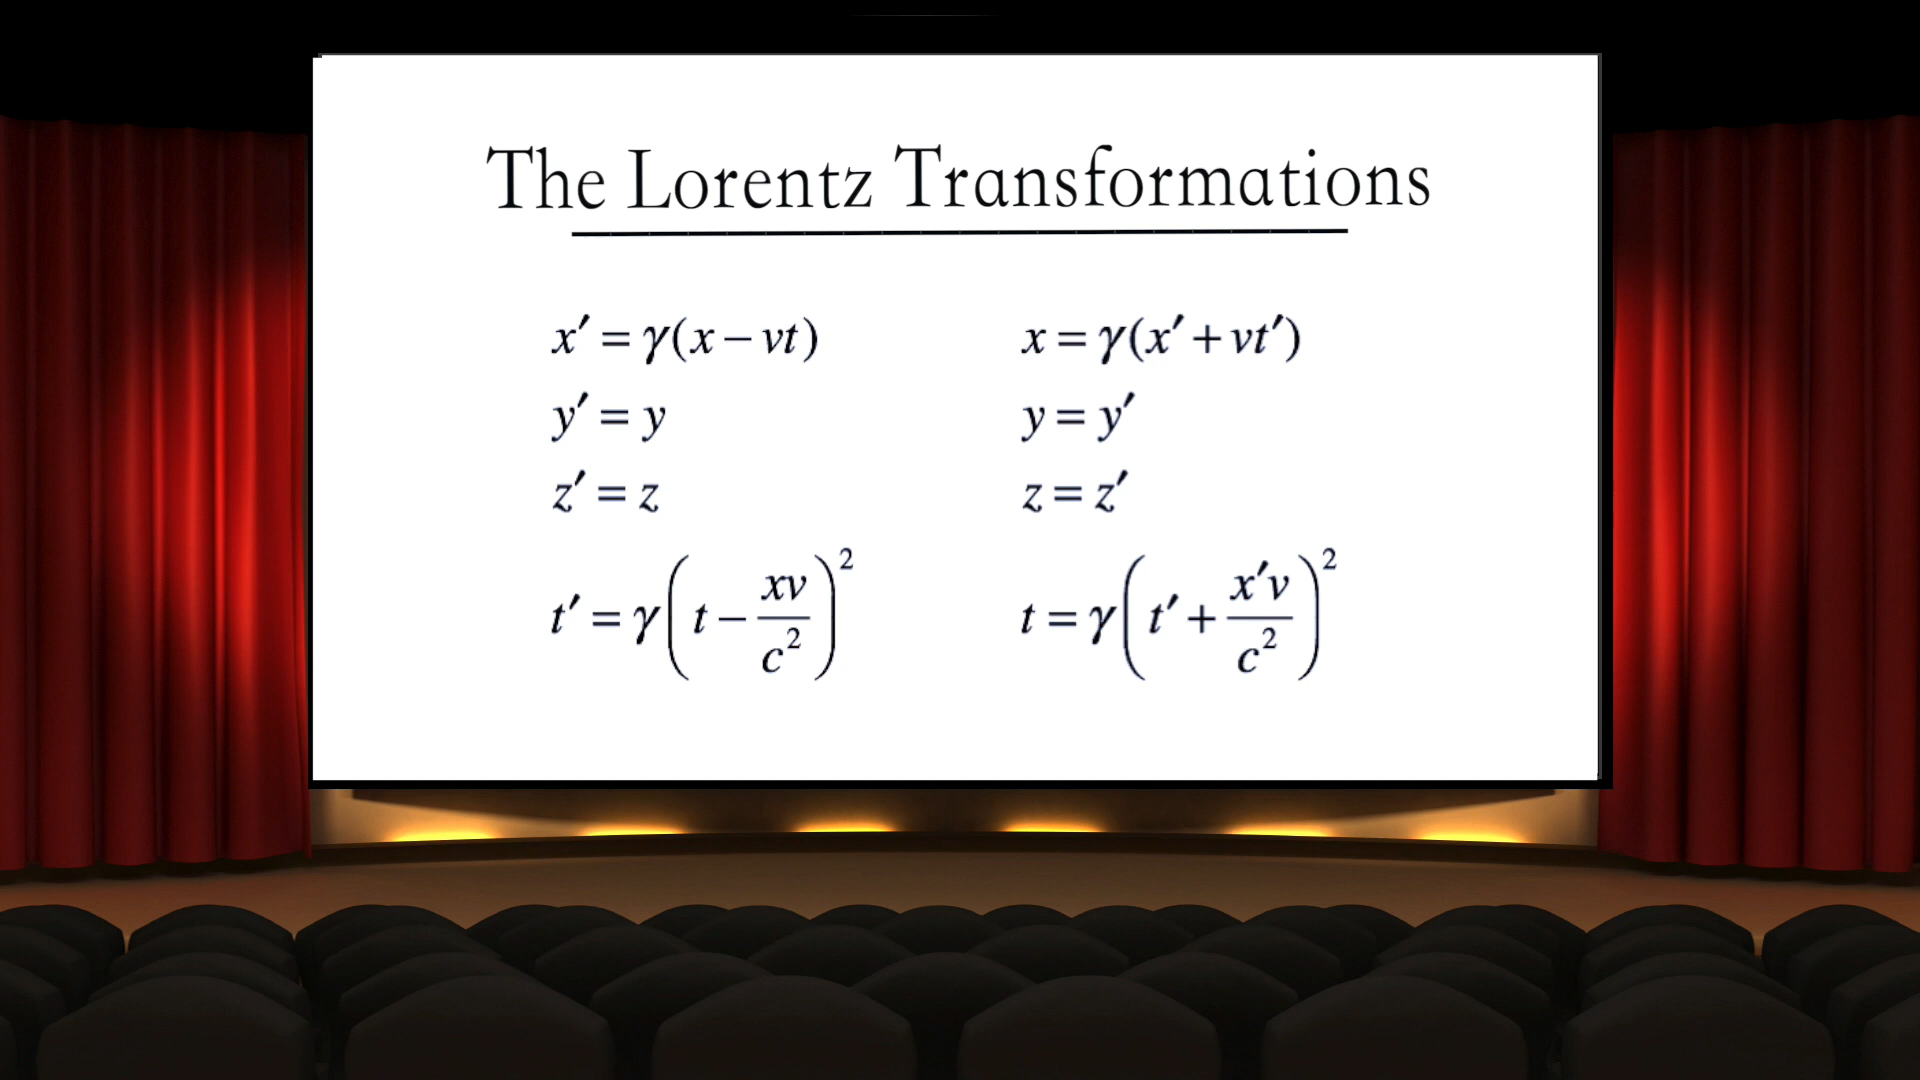 The Lorentz Transformations
x′ = γ(x − vt) x = γ(x′ + vt′)
y′ = y y = y′
z′ = z z = z′
t′ = γ(t − xv/c²)² t = γ(t′ + x′v/c²)²